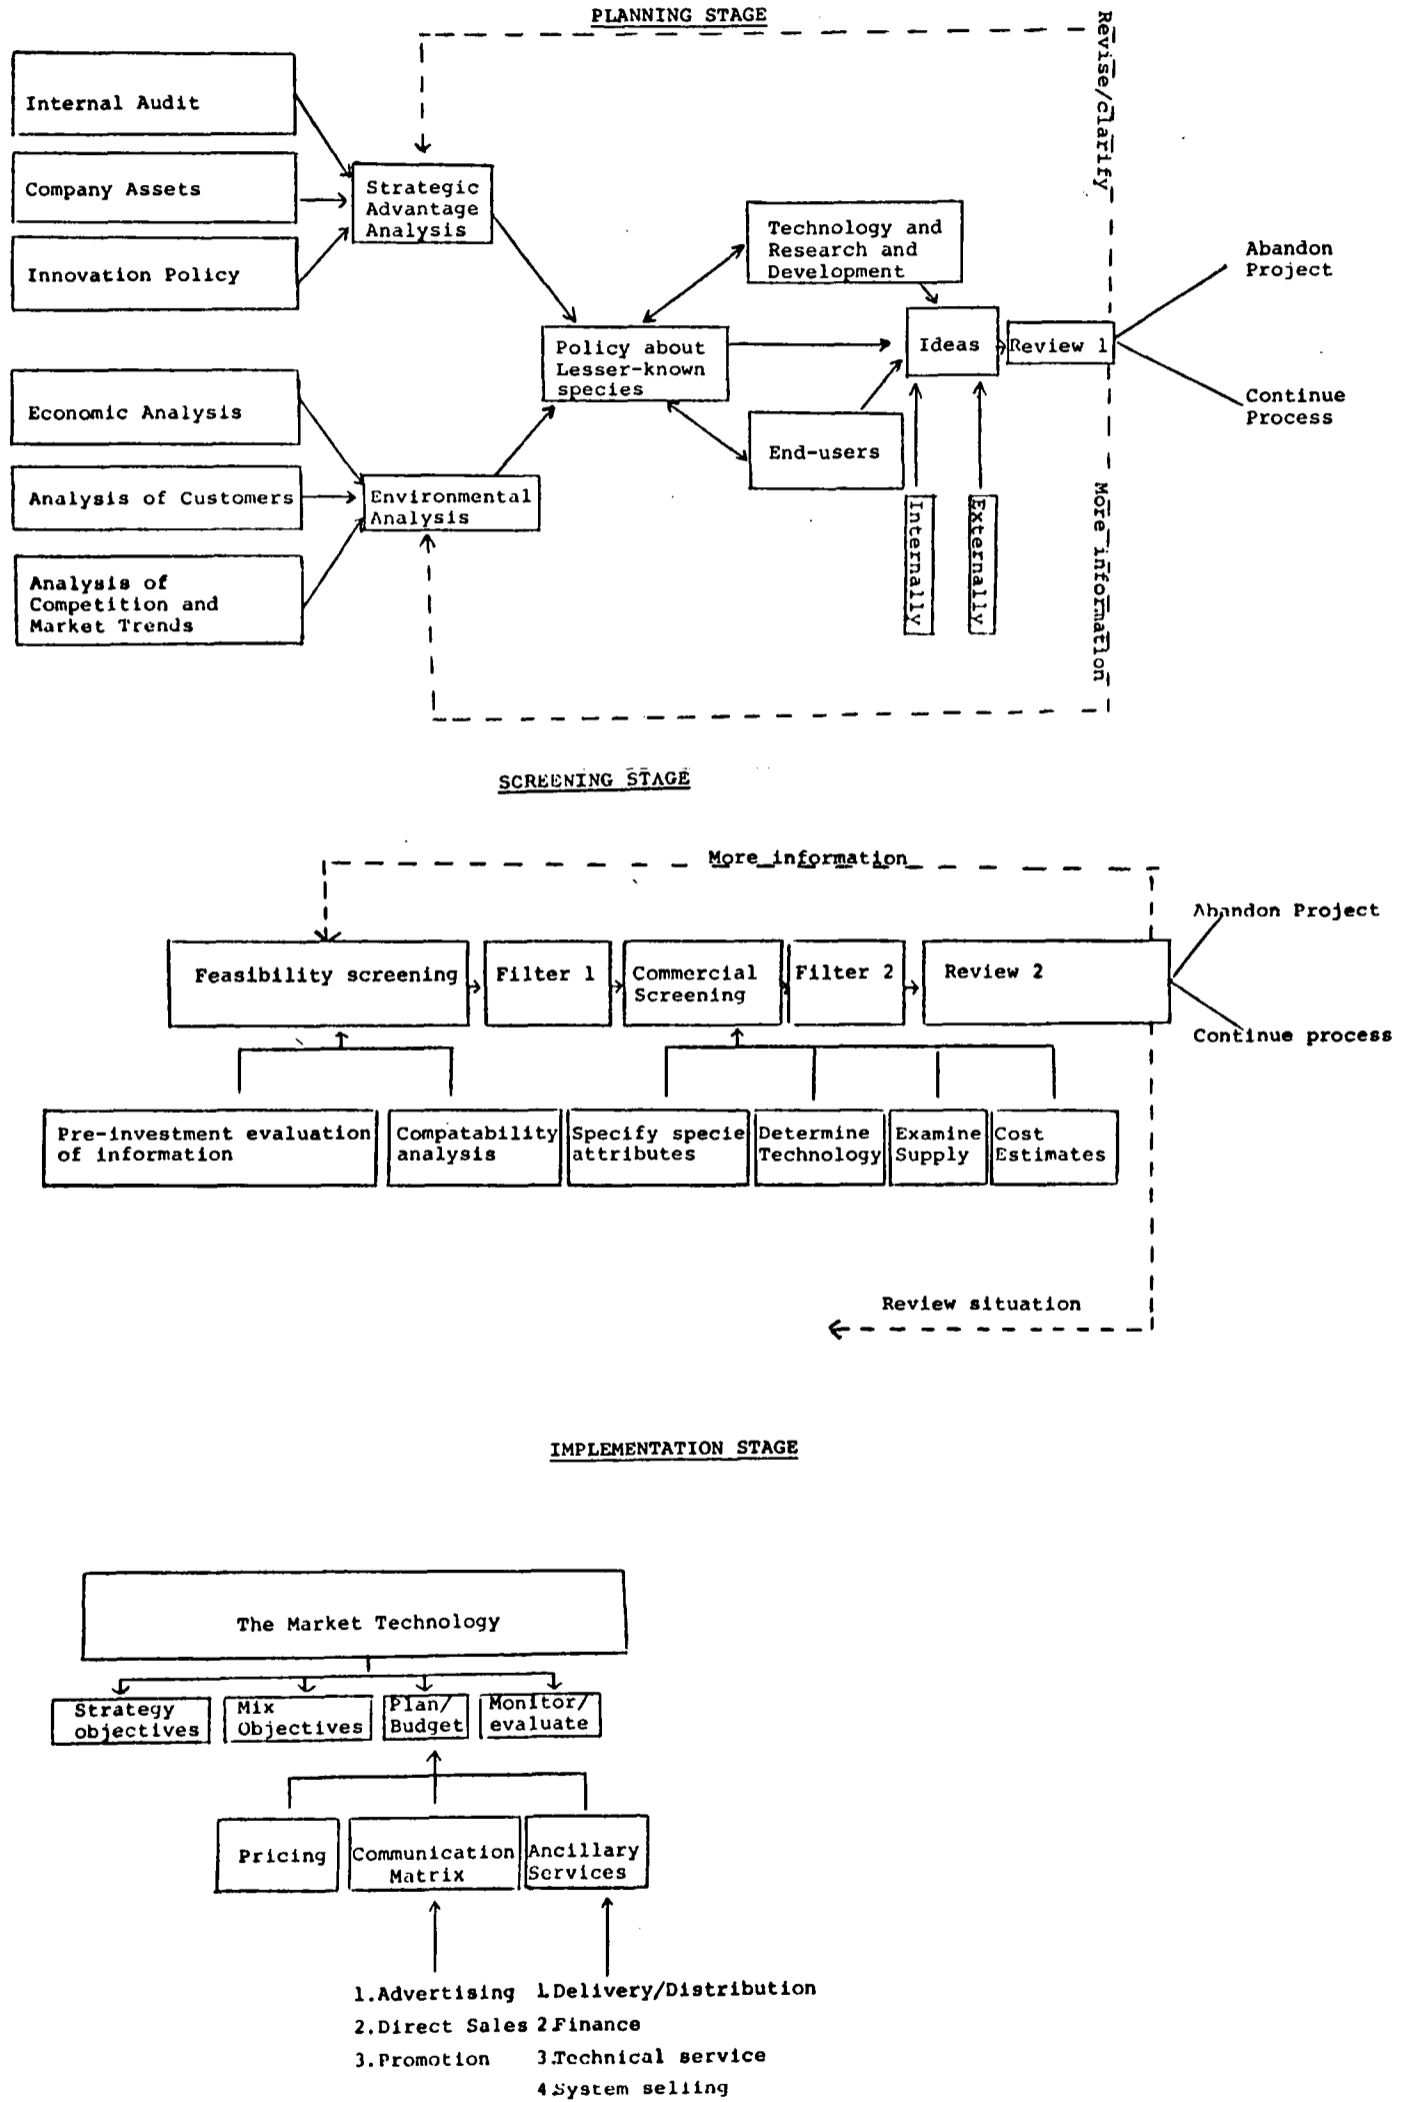 PLANNING STAGE
Revise/clarify
Internal Audit
Company Assets
Innovation Policy
Strategic
Advantage
Analysis
Technology and
Research and
Development
Abandon
Project
Policy about
Lesser-known
species
Ideas
Review 1
Continue
Process
Economic Analysis
Analysis of Customers
Analysis of
Competition and
Market Trends
Environmental
Analysis
End-users
Internally
Externally
More information
SCREENING STAGE
More information
Abandon Project
Feasibility screening
Filter 1
Commercial
Screening
Filter 2
Review 2
Continue process
Pre-investment evaluation
of information
Compatability
analysis
Specify specie
attributes
Determine
Technology
Examine
Supply
Cost
Estimates
Review situation
IMPLEMENTATION STAGE
The Market Technology
Strategy
objectives
Mix
Objectives
Plan/
Budget
Monitor/
evaluate
Pricing
Communication
Matrix
Ancillary
Services
1.Advertising
2.Direct Sales
3.Promotion
1.Delivery/Distribution
2.Finance
3.Technical service
4.System selling